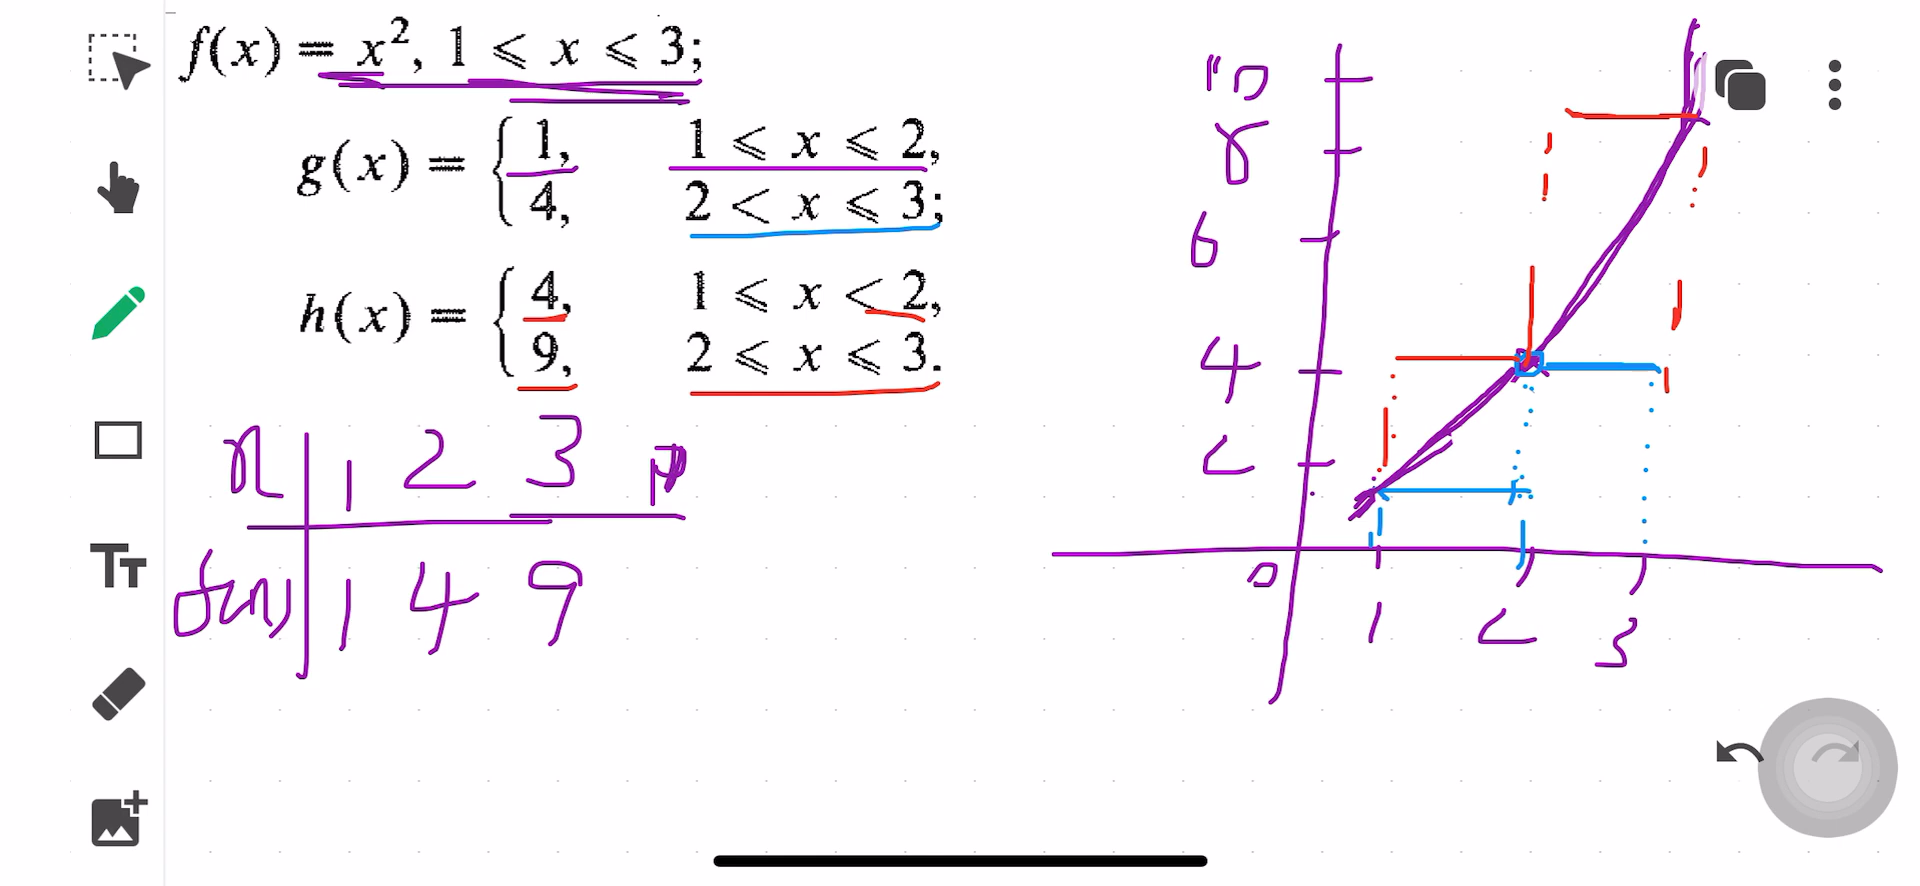 f(x) = x², 1 ⩽ x ⩽ 3;
g(x) = { 1, 1 ⩽ x ⩽ 2,
4, 2 < x ⩽ 3;
h(x) = { 4, 1 ⩽ x < 2,
9, 2 ⩽ x ⩽ 3.
x 1 2 3
f(x) 1 4 9
10
8
6
4
2
0
1 2 3
TT